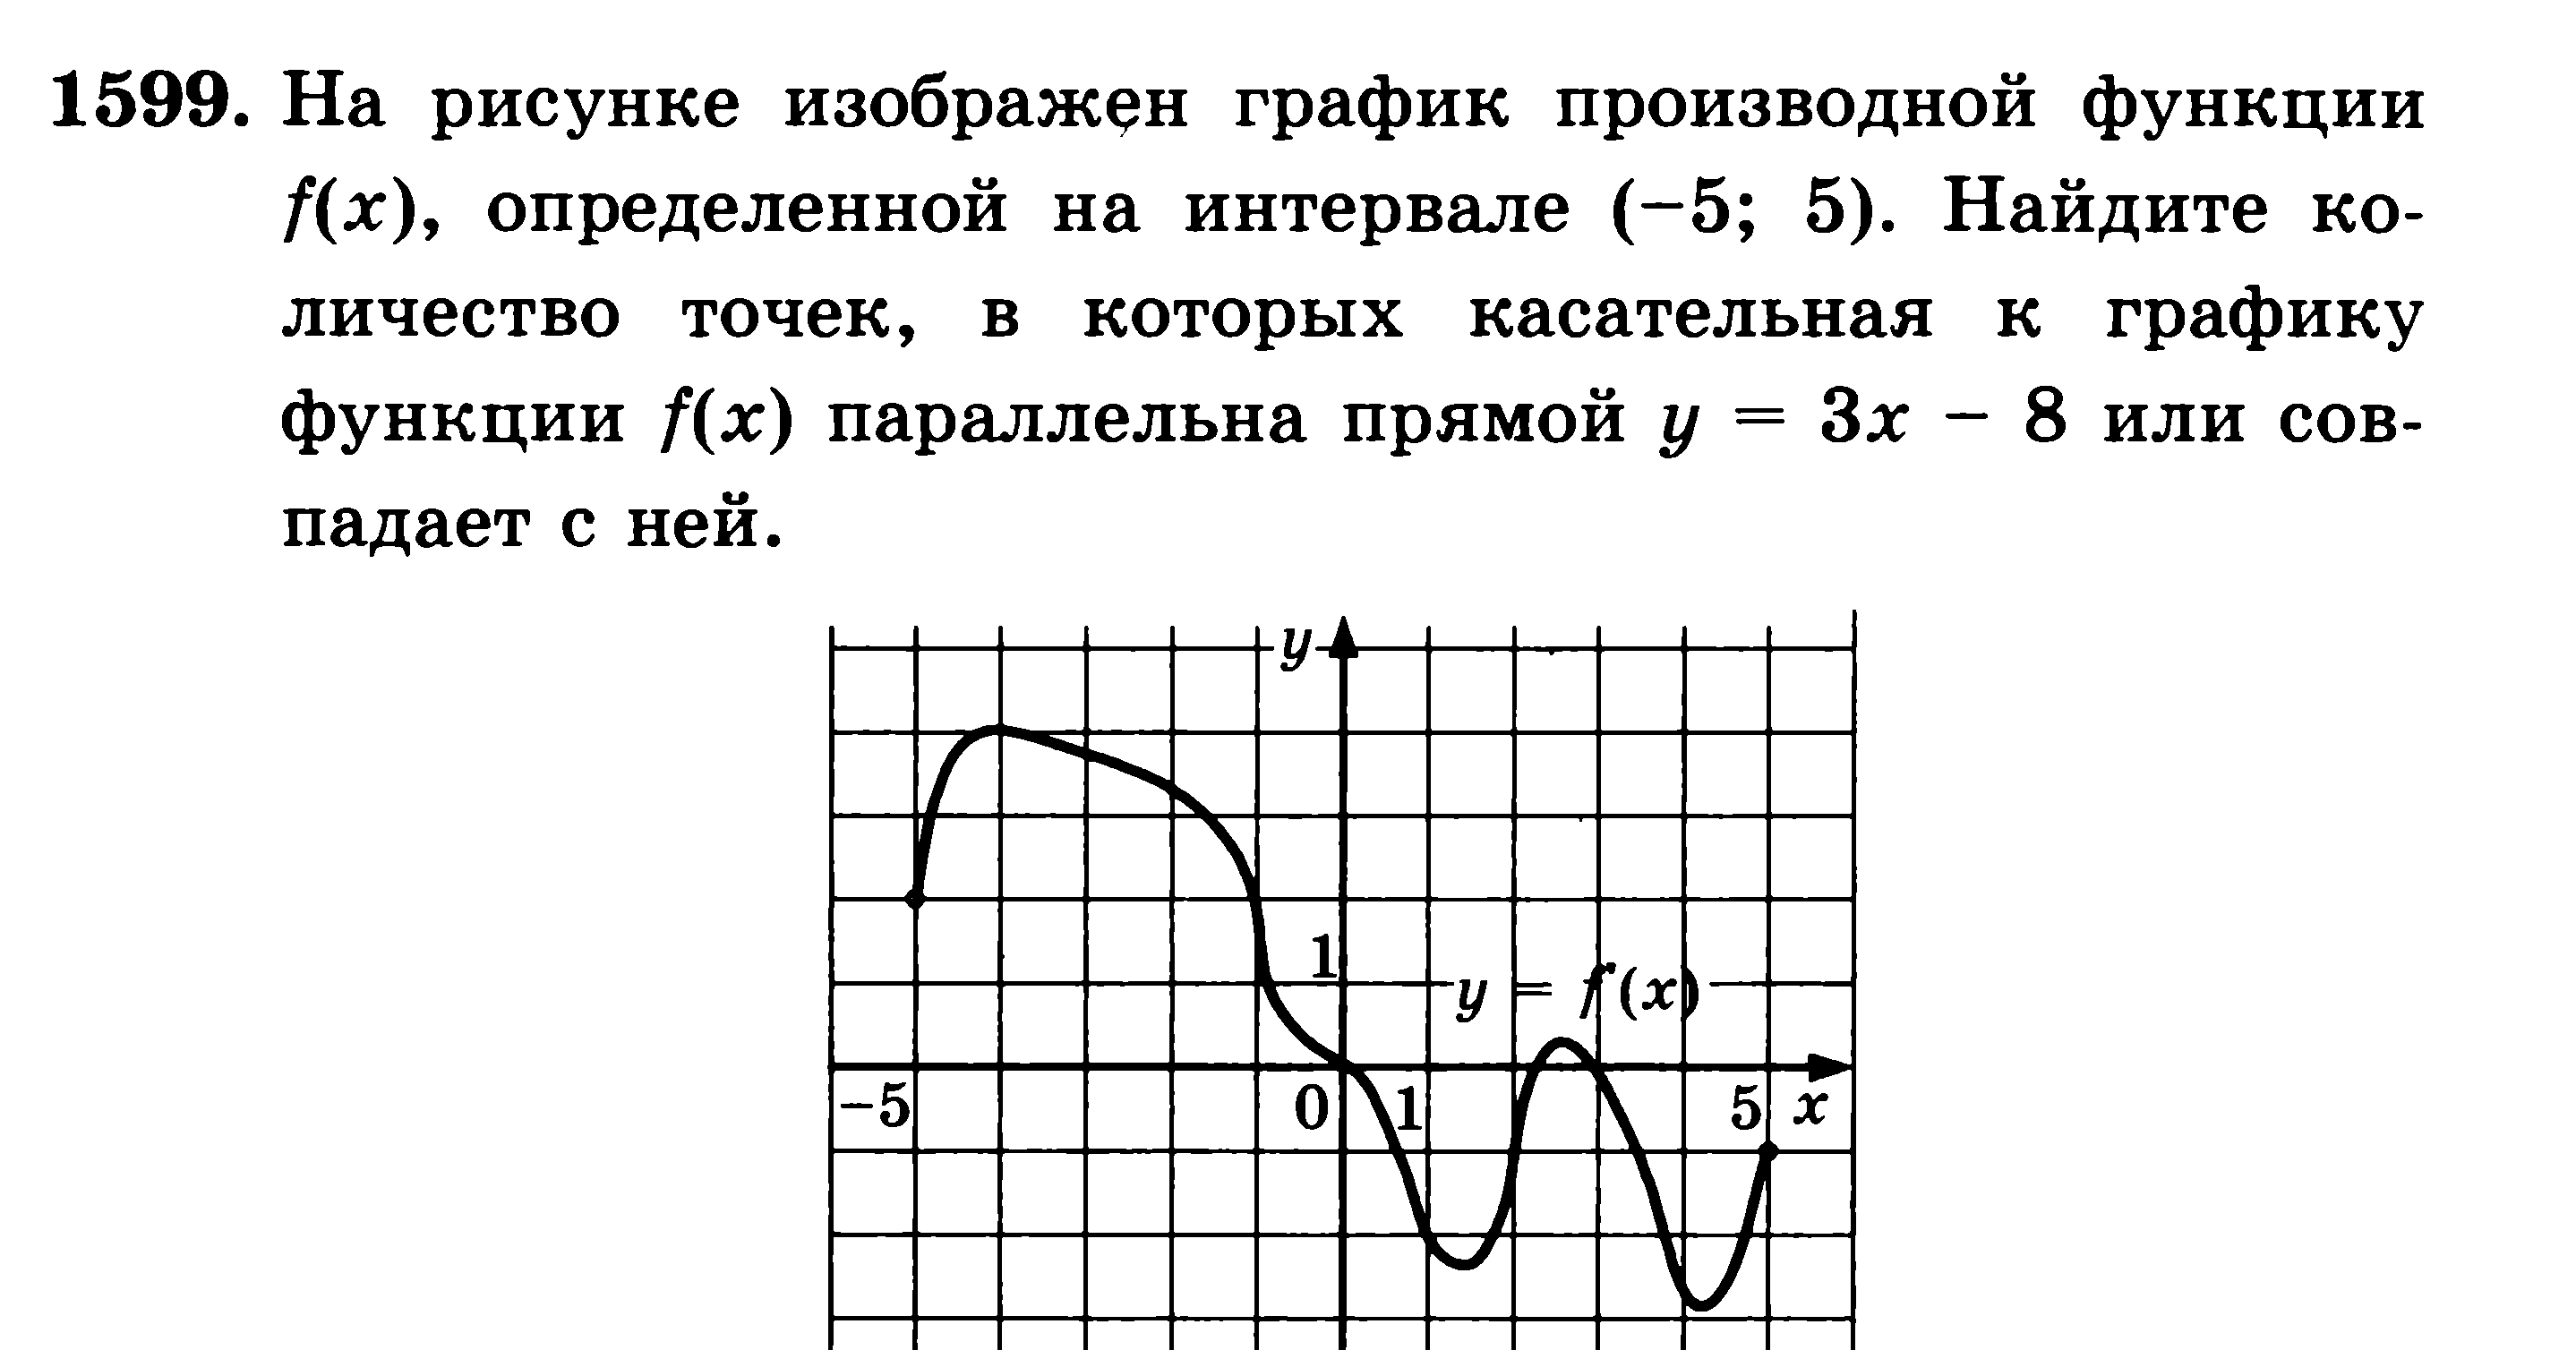 1599. На рисунке изображен график производной функции
f(x), определенной на интервале (−5; 5). Найдите ко-
личество точек, в которых касательная к графику
функции f(x) параллельна прямой y = 3x − 8 или сов-
падает с ней.
y
1
y = f'(x)
−5
0
1
5
x